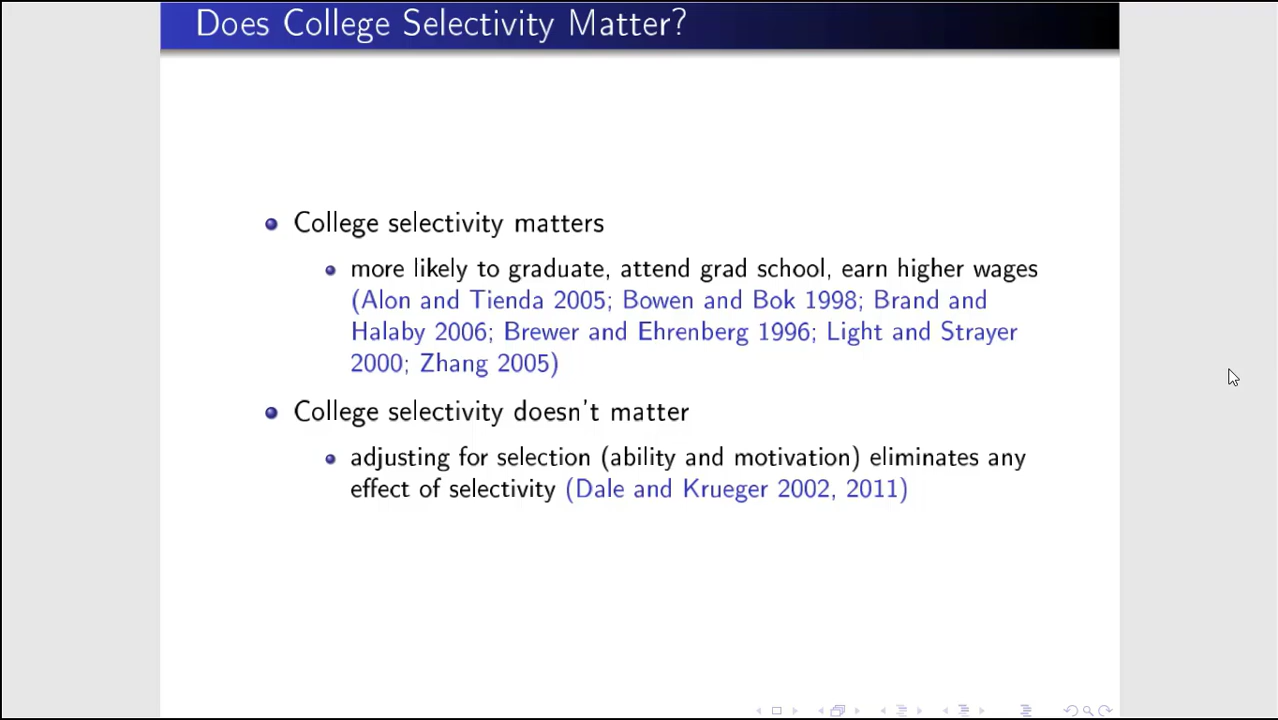 Does College Selectivity Matter?
College selectivity matters
more likely to graduate, attend grad school, earn higher wages
(Alon and Tienda 2005; Bowen and Bok 1998; Brand and
Halaby 2006; Brewer and Ehrenberg 1996; Light and Strayer
2000; Zhang 2005)
College selectivity doesn't matter
adjusting for selection (ability and motivation) eliminates any
effect of selectivity (Dale and Krueger 2002, 2011)